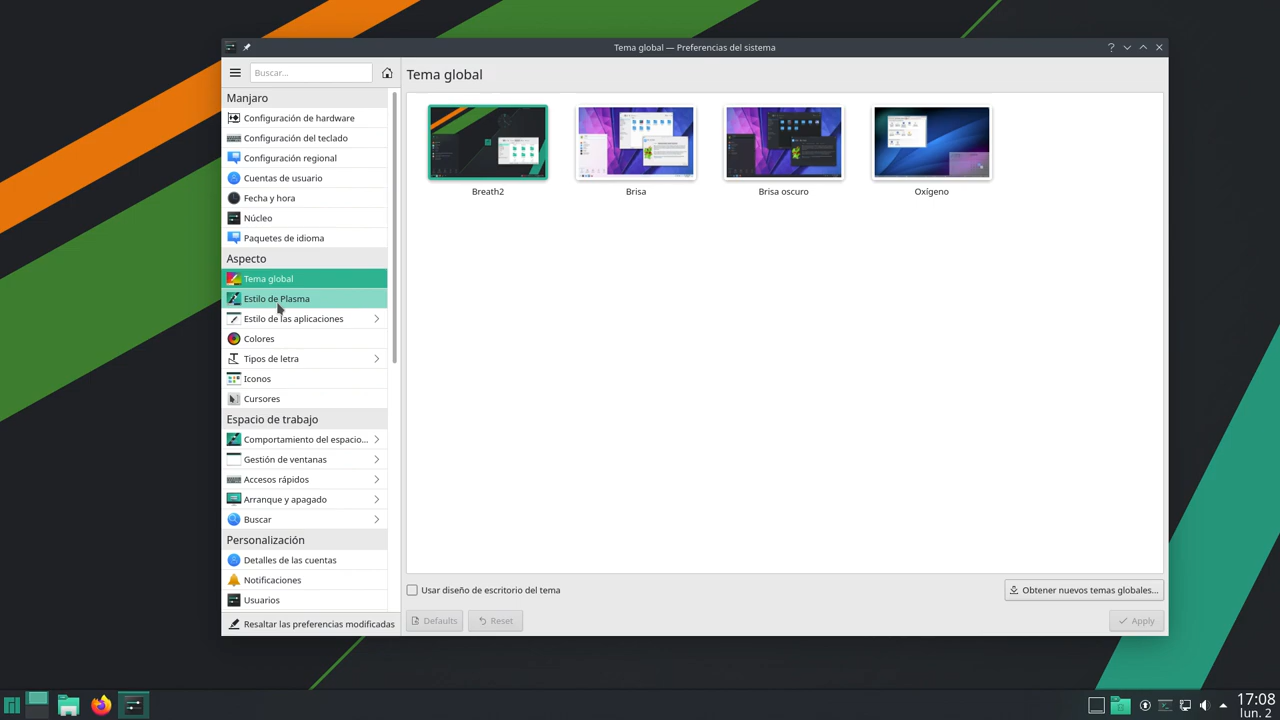 Tema global — Preferencias del sistema
Buscar...
Tema global
Manjaro
Configuración de hardware
Configuración del teclado
Configuración regional
Cuentas de usuario
Fecha y hora
Núcleo
Paquetes de idioma
Aspecto
Tema global
Estilo de Plasma
Estilo de las aplicaciones
Colores
Tipos de letra
Iconos
Cursores
Espacio de trabajo
Comportamiento del espacio...
Gestión de ventanas
Accesos rápidos
Arranque y apagado
Buscar
Personalización
Detalles de las cuentas
Notificaciones
Usuarios
Resaltar las preferencias modificadas
Breath2
Brisa
Brisa oscuro
Oxígeno
Usar diseño de escritorio del tema
Obtener nuevos temas globales...
Defaults
Reset
Apply
17:08
lun. 2